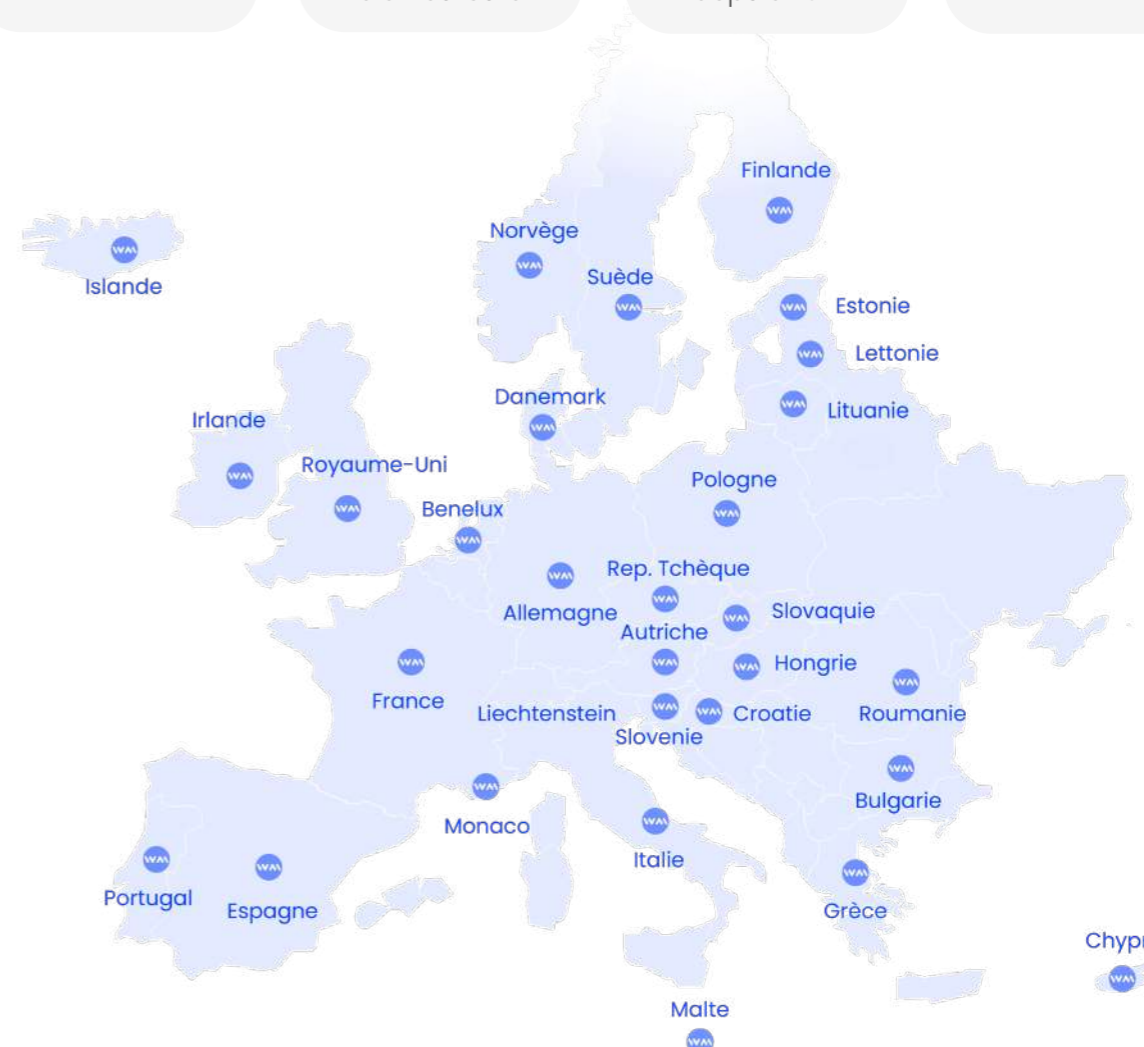 Finlande
Norvège
Suède
Islande
Estonie
Lettonie
Danemark
Lituanie
Irlande
Royaume-Uni
Pologne
Benelux
Rep. Tchèque
Allemagne
Slovaquie
Autriche
Hongrie
France
Liechtenstein
Croatie
Roumanie
Slovenie
Bulgarie
Monaco
Italie
Portugal
Espagne
Grèce
Chypr
Malte